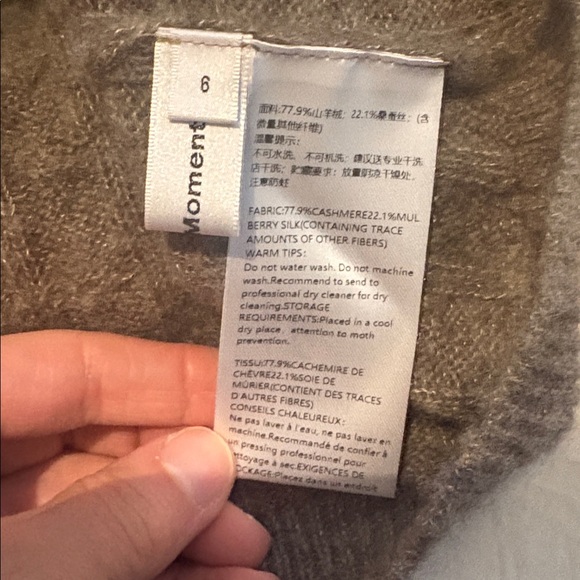 6
Moment
面料:77.9%山羊绒; 22.1%桑蚕丝; (含
微量其他纤维)
温馨提示:
不可水洗、不可机洗; 建议送专业干洗
店干洗; 贮藏要求: 放置阴凉干燥处,
注意防蛀
FABRIC:77.9%CASHMERE22.1%MUL
BERRY SILK(CONTAINING TRACE
AMOUNTS OF OTHER FIBERS)
WARM TIPS:
Do not water wash. Do not machine
wash.Recommend to send to
professional dry cleaner for dry
cleaning.STORAGE
REQUIREMENTS:Placed in a cool
dry place, attention to moth
prevention.
TISSU:77.9%CACHEMIRE DE
CHÈVRE22.1%SOIE DE
MÛRIER(CONTIENT DES TRACES
D'AUTRES FIBRES)
CONSEILS CHALEUREUX:
Ne pas laver à l'eau, ne pas laver en
machine.Recommandé de confier à
un pressing professionnel pour
ttoyage à sec.EXIGENCES DE
OCKAGE:Placez dans un endroit